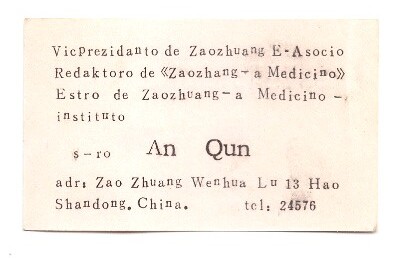 Vicprezidanto de Zaozhuang E-Asocio
Redaktoro de 《Zaozhang-a Medicino》
Estro de Zaozhuang-a Medicino-
instituto
s-ro An Qun
adr: Zao Zhuang Wenhua Lu 13 Hao
Shandong. China. tel: 24576